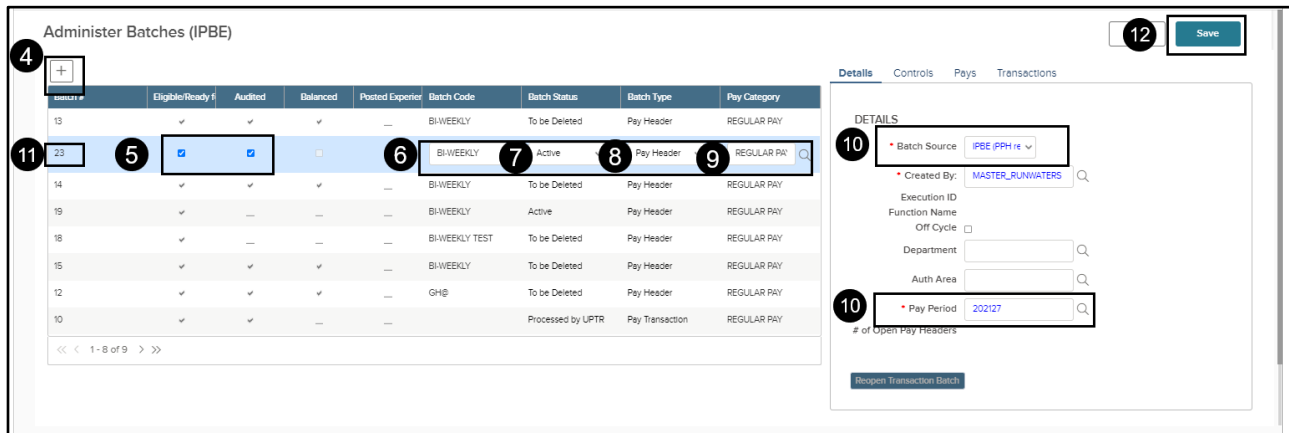 Administer Batches (IPBE)
12 Save
4
+
Details Controls Pays Transactions
Batch # Eligible/Ready f Audited Balanced Posted Experien Batch Code Batch Status Batch Type Pay Category
13 BI-WEEKLY To be Deleted Pay Header REGULAR PAY
DETAILS
11 23 5 6 BI-WEEKLY 7 Active 8 Pay Header 9 REGULAR PA
10 * Batch Source IPBE (PPH re
* Created By: MASTER_RUNWATERS
14 BI-WEEKLY To be Deleted Pay Header REGULAR PAY
Execution ID
19 BI-WEEKLY Active Pay Header REGULAR PAY
Function Name
Off Cycle
18 BI-WEEKLY TEST To be Deleted Pay Header REGULAR PAY
Department
15 BI-WEEKLY To be Deleted Pay Header REGULAR PAY
Auth Area
12 GH@ To be Deleted Pay Header REGULAR PAY
10 * Pay Period 202127
10 Processed by UPTR Pay Transaction REGULAR PAY
# of Open Pay Headers
<< < 1 - 8 of 9 > >>
Reopen Transaction Batch